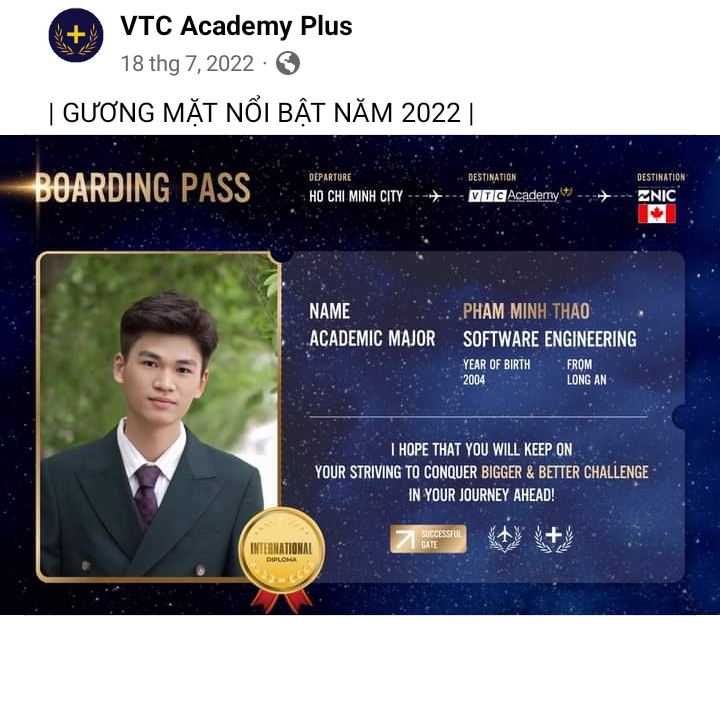 VTC Academy Plus
18 thg 7, 2022 ·
| GƯƠNG MẶT NỔI BẬT NĂM 2022 |
BOARDING PASS
DEPARTURE
HO CHI MINH CITY
DESTINATION
VTC Academy
DESTINATION
NIC
NAME PHAM MINH THAO
ACADEMIC MAJOR SOFTWARE ENGINEERING
YEAR OF BIRTH FROM
2004 LONG AN
I HOPE THAT YOU WILL KEEP ON
YOUR STRIVING TO CONQUER BIGGER & BETTER CHALLENGE
IN YOUR JOURNEY AHEAD!
SUCCESSFUL
GATE
INTERNATIONAL
DIPLOMA